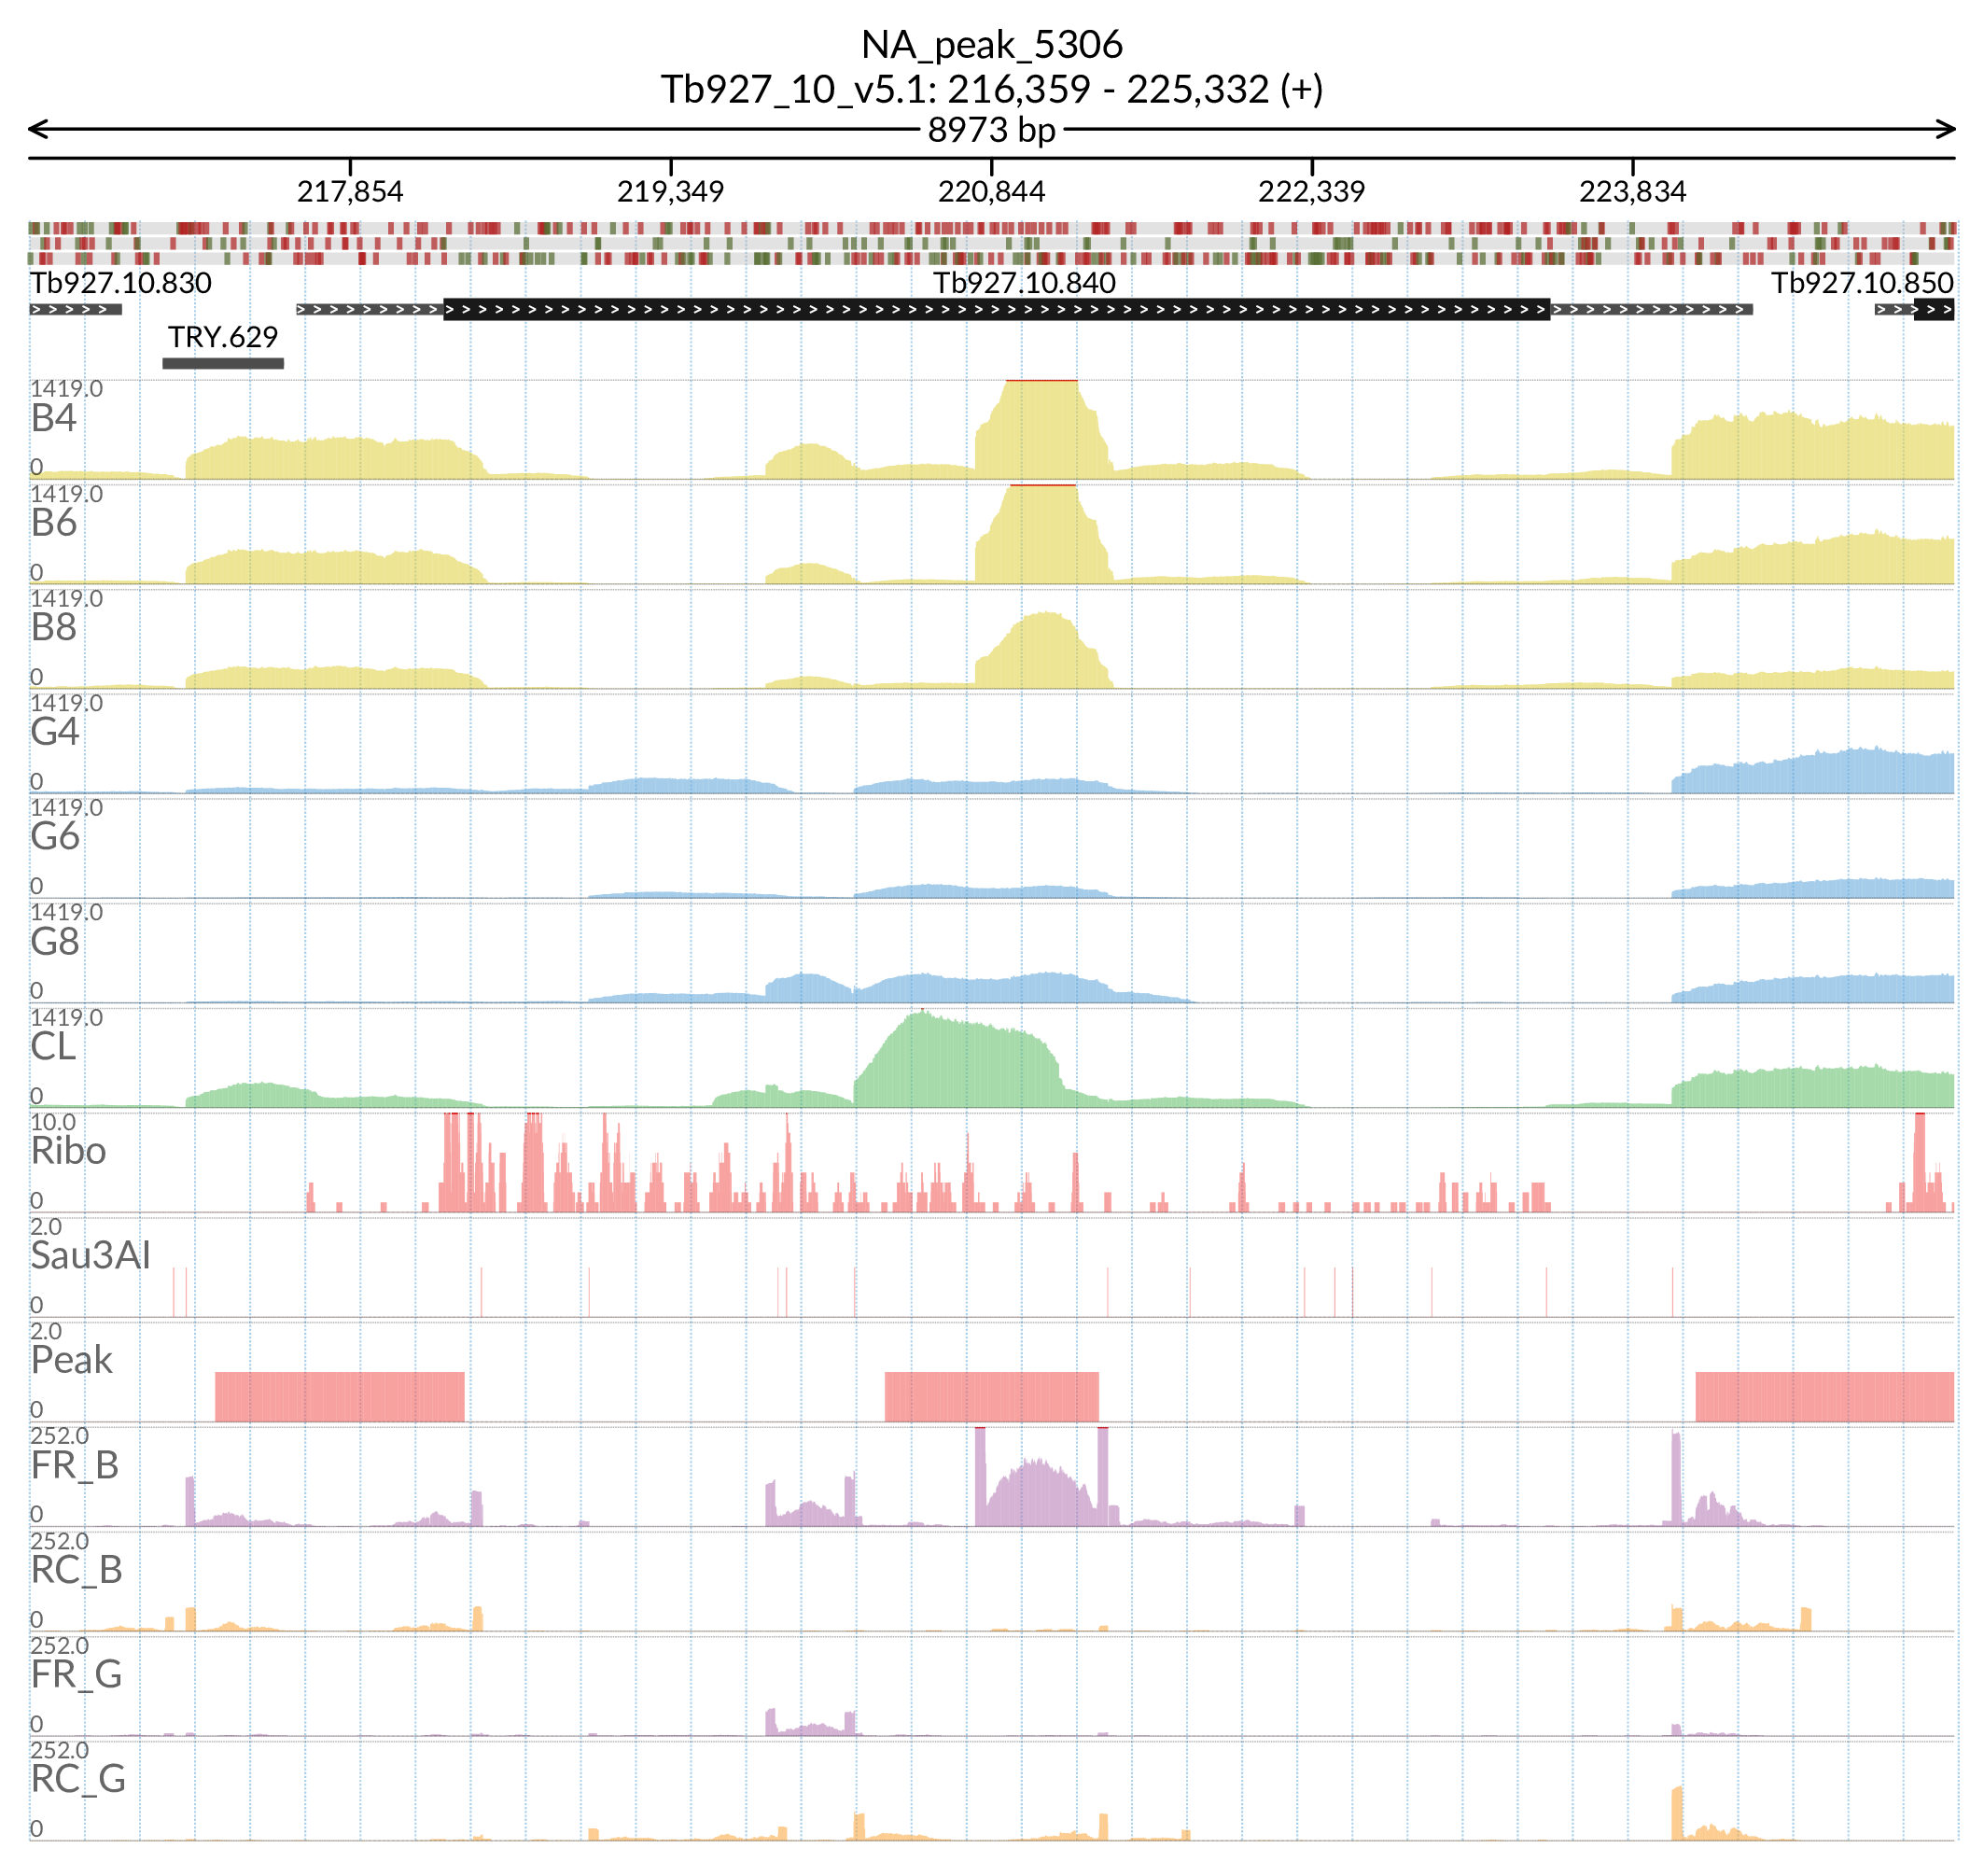 NA_peak_5306
Tb927_10_v5.1: 216,359 - 225,332 (+)
8973 bp
217,854 219,349 220,844 222,339 223,834
Tb927.10.830 Tb927.10.840 Tb927.10.850
TRY.629
1419.0
B4
0
1419.0
B6
0
1419.0
B8
0
1419.0
G4
0
1419.0
G6
0
1419.0
G8
0
1419.0
CL
0
10.0
Ribo
0
2.0
Sau3AI
0
2.0
Peak
0
252.0
FR_B
0
252.0
RC_B
0
252.0
FR_G
0
252.0
RC_G
0